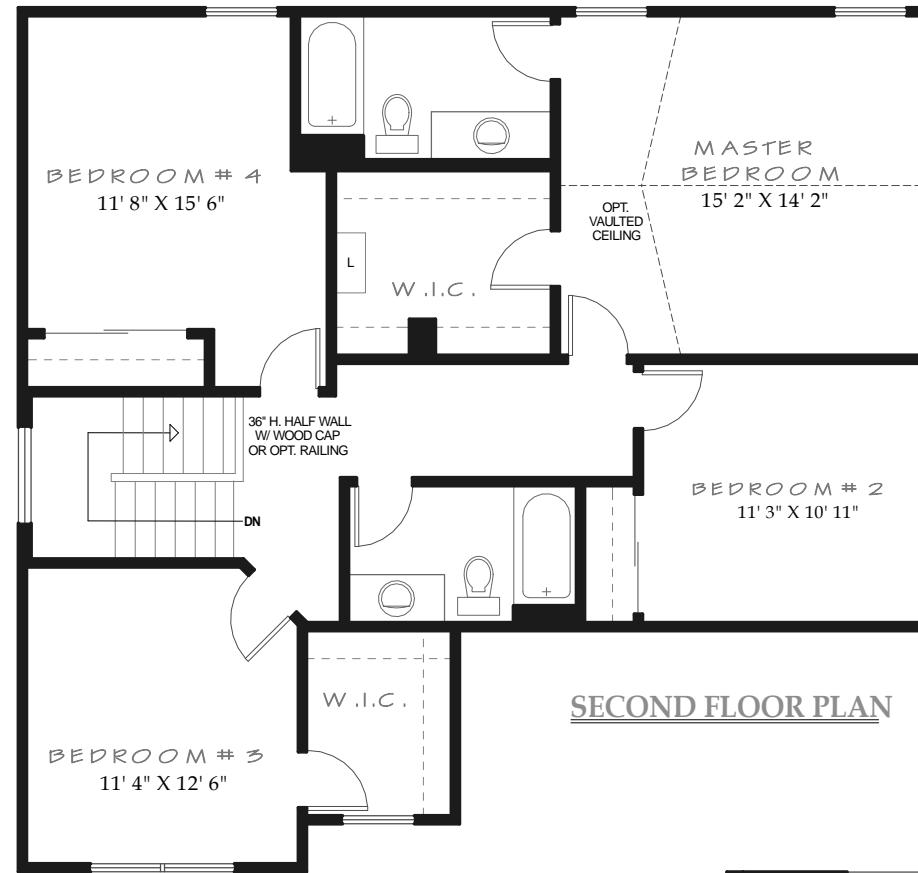 BEDROOM # 4
11' 8" X 15' 6"
MASTER
BEDROOM
15' 2" X 14' 2"
OPT.
VAULTED
CEILING
L
W.I.C.
36" H. HALF WALL
W/ WOOD CAP
OR OPT. RAILING
DN
BEDROOM # 2
11' 3" X 10' 11"
W.I.C.
SECOND FLOOR PLAN
BEDROOM # 3
11' 4" X 12' 6"